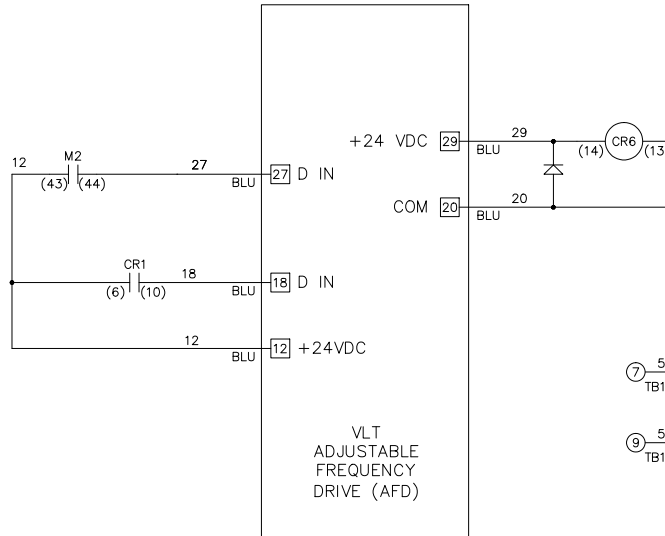 +24 VDC 29 29
BLU (14) CR6 (13
12 M2 27
(43) (44) BLU 27 D IN
COM 20 20
BLU
CR1 18
(6) (10) BLU 18 D IN
12 BLU 12 +24VDC
7 5
TB1
9 5
TB1
VLT
ADJUSTABLE
FREQUENCY
DRIVE (AFD)